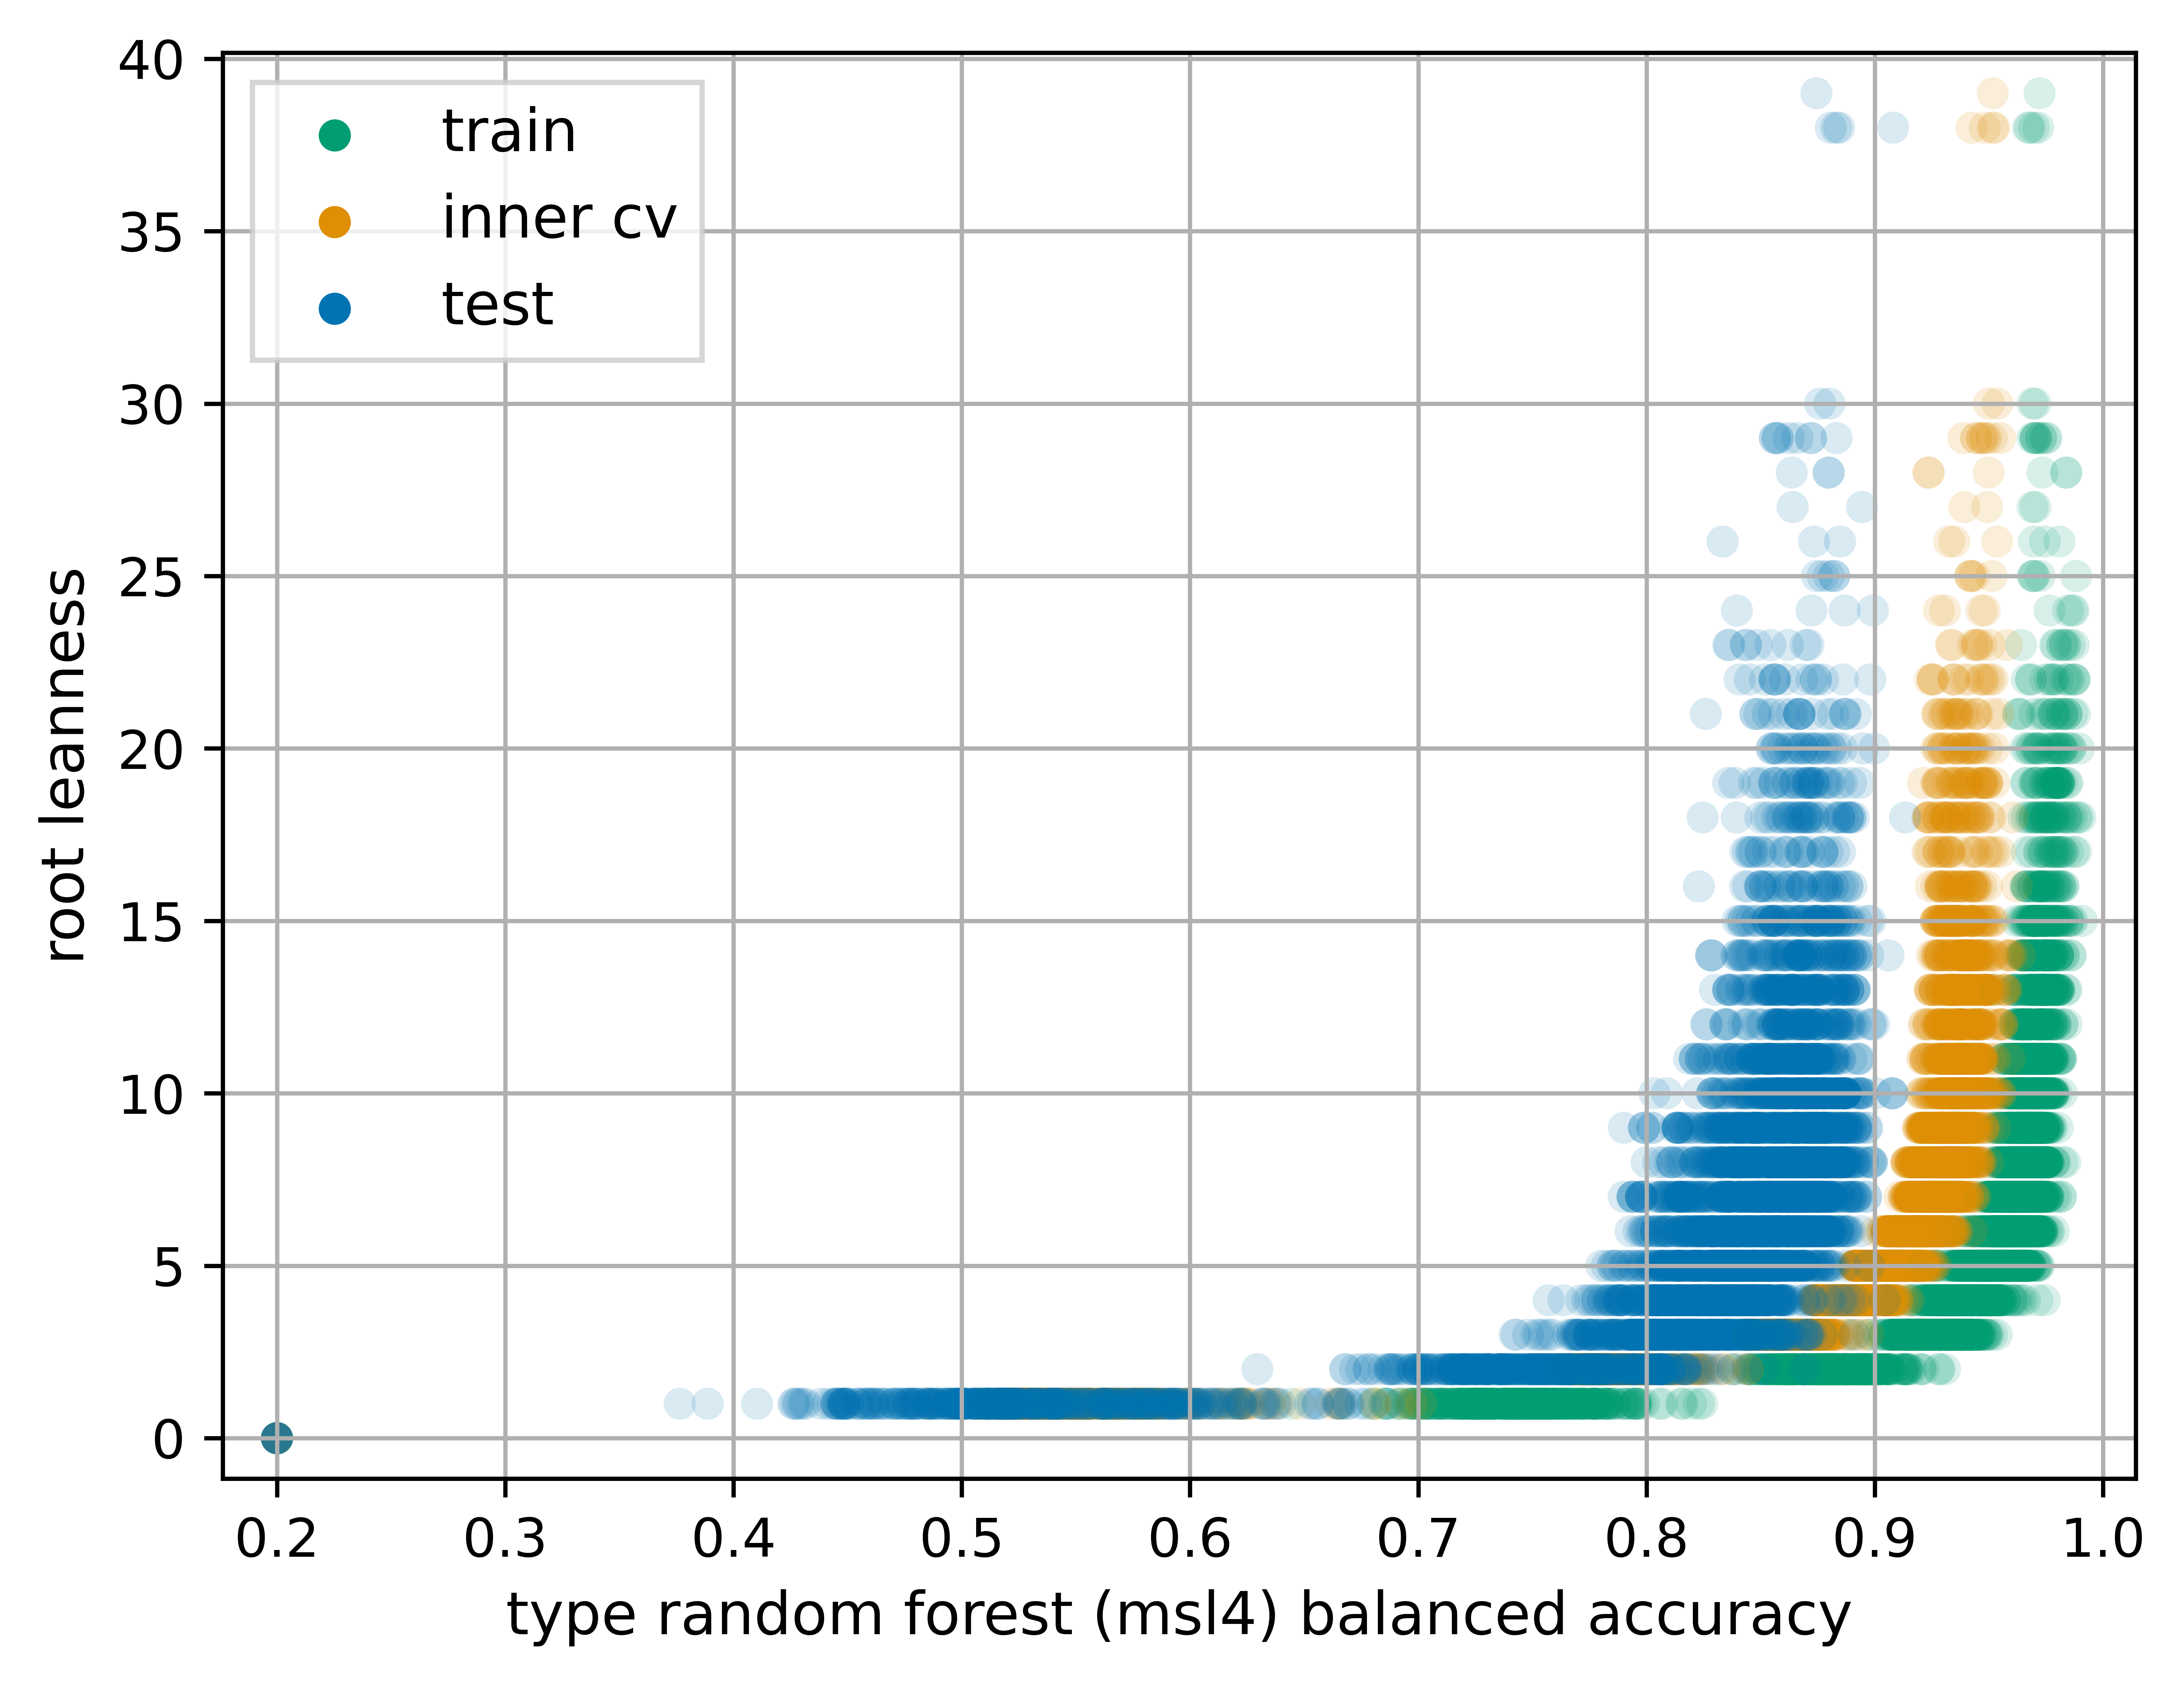 40
35
30
25
20
15
10
5
0
root leanness
train
inner cv
test
0.2 0.3 0.4 0.5 0.6 0.7 0.8 0.9 1.0
type random forest (msl4) balanced accuracy